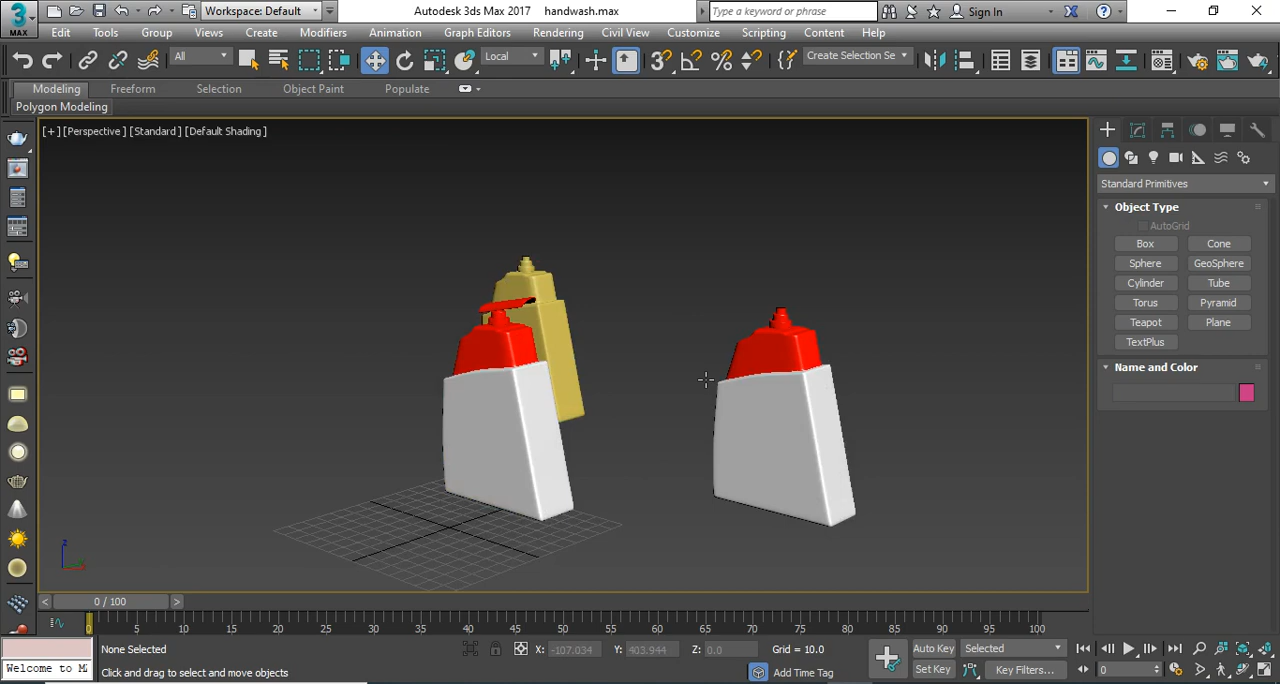 3 MAX Workspace: Default Autodesk 3ds Max 2017 handwash.max Type a keyword or phrase Sign In
Edit Tools Group Views Create Modifiers Animation Graph Editors Rendering Civil View Customize Scripting Content Help
All Local Create Selection Se
Modeling Freeform Selection Object Paint Populate
Polygon Modeling
[+] [Perspective] [Standard] [Default Shading]
Standard Primitives
Object Type
AutoGrid
Box Cone
Sphere GeoSphere
Cylinder Tube
Torus Pyramid
Teapot Plane
TextPlus
Name and Color
z
< 0 / 100 >
0 5 10 15 20 25 30 35 40 45 50 55 60 65 70 75 80 85 90 95 100
None Selected X: -107.034 Y: 403.944 Z: 0.0 Grid = 10.0 Auto Key Selected
Welcome to M Click and drag to select and move objects Add Time Tag Set Key Key Filters... 0